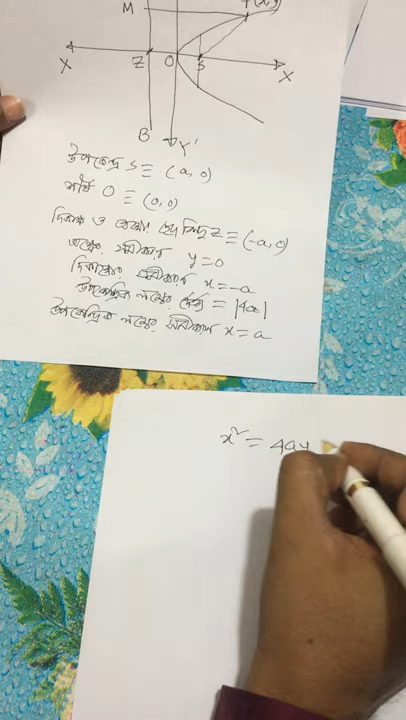 M P(x,y)
X Z O S X
B Y'
উপকেন্দ্র S ≡ (a, 0)
শীর্ষ O ≡ (0, 0)
দিকাক্ষ ও অক্ষের ছেদ বিন্দু Z ≡ (-a, 0)
অক্ষের সমীকরণ y=0
দিকাক্ষের সমীকরণ x=-a
উপকেন্দ্রিক লম্বের দৈর্ঘ্য = |4a|
উপকেন্দ্রিক লম্বের সমীকরণ x=a
x² = 4ay